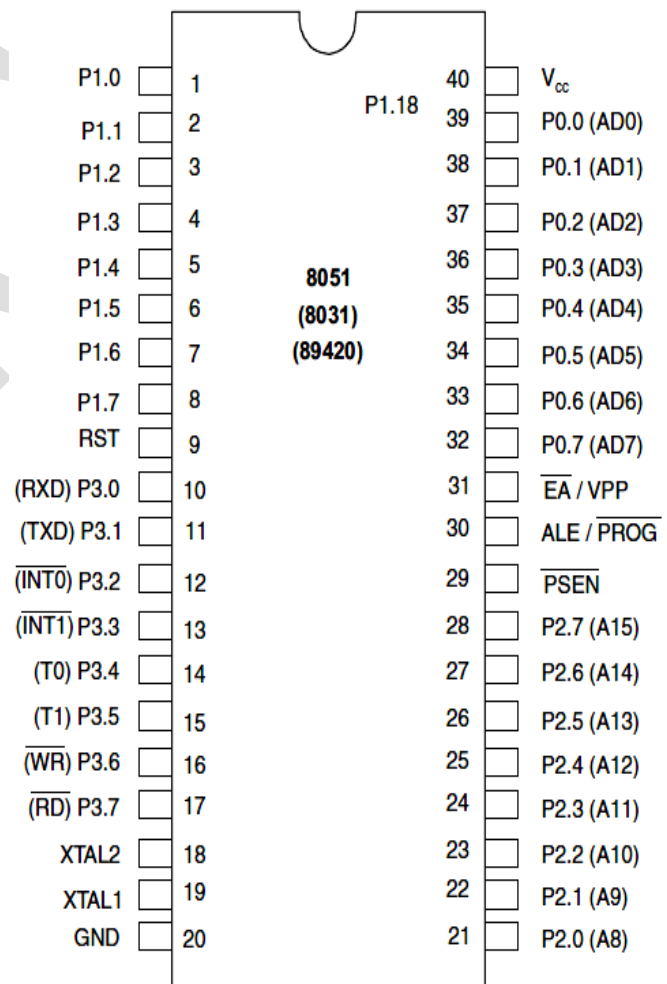 P1.0 1 40 Vcc
P1.18
P1.1 2 39 P0.0 (AD0)
P1.2 3 38 P0.1 (AD1)
P1.3 4 37 P0.2 (AD2)
P1.4 5 36 P0.3 (AD3)
8051
P1.5 6 35 P0.4 (AD4)
(8031)
P1.6 7 34 P0.5 (AD5)
(89420)
P1.7 8 33 P0.6 (AD6)
RST 9 32 P0.7 (AD7)
(RXD) P3.0 10 31 E̅A̅ / VPP
(TXD) P3.1 11 30 ALE / P̅R̅O̅G̅
(I̅N̅T̅0̅) P3.2 12 29 P̅S̅E̅N̅
(I̅N̅T̅1̅) P3.3 13 28 P2.7 (A15)
(T0) P3.4 14 27 P2.6 (A14)
(T1) P3.5 15 26 P2.5 (A13)
(W̅R̅) P3.6 16 25 P2.4 (A12)
(R̅D̅) P3.7 17 24 P2.3 (A11)
XTAL2 18 23 P2.2 (A10)
XTAL1 19 22 P2.1 (A9)
GND 20 21 P2.0 (A8)